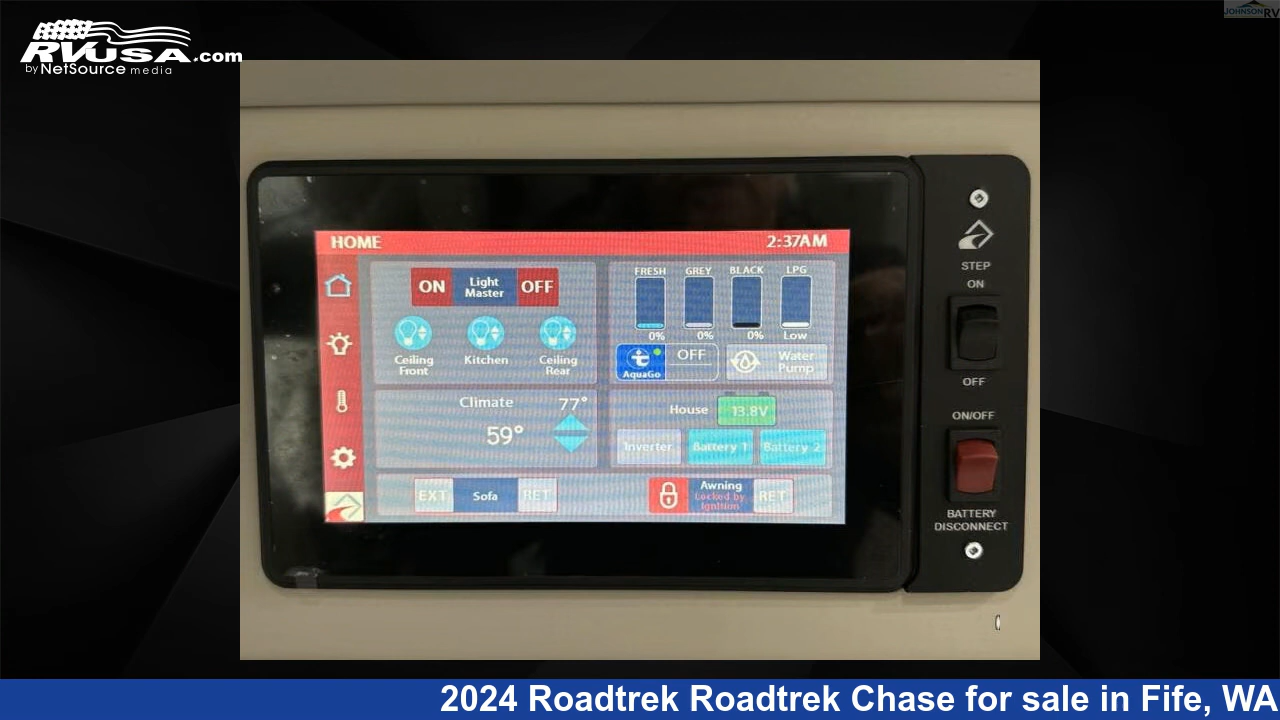 RVUSA.com
by NetSource media
JOHNSON RV
HOME
2:37AM
ON
Light
Master
OFF
Ceiling
Front
Kitchen
Ceiling
Rear
FRESH
GREY
BLACK
LPG
0%
0%
0%
Low
AquaGo
OFF
Water
Pump
Climate
77°
59°
House
13.8V
Inverter
Battery 1
Battery 2
EXT
Sofa
RET
Awning
Locked by
Ignition
RET
STEP
ON
OFF
ON/OFF
BATTERY
DISCONNECT
2024 Roadtrek Roadtrek Chase for sale in Fife, WA